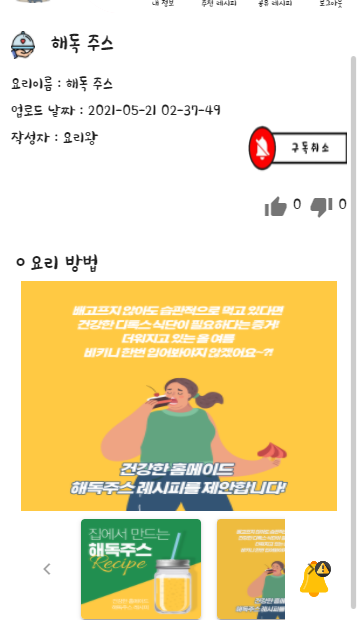 내 정보 추천 레시피 공유 레시피 로그아웃
해독 주스
요리이름 : 해독 주스
업로드 날짜 : 2021-05-21 02-37-49
작성자 : 요리왕
구독취소
0 0
요리 방법
배고프지 않아도 습관적으로 먹고 있다면
건강한 디톡스 식단이 필요하다는 증거!
더워지고 있는 올 여름
비키니 한번 입어봐야지 않겠어요~?!
건강한 홈메이드
해독주스 레시피를 제안합니다!
집에서 만드는
해독주스
Recipe